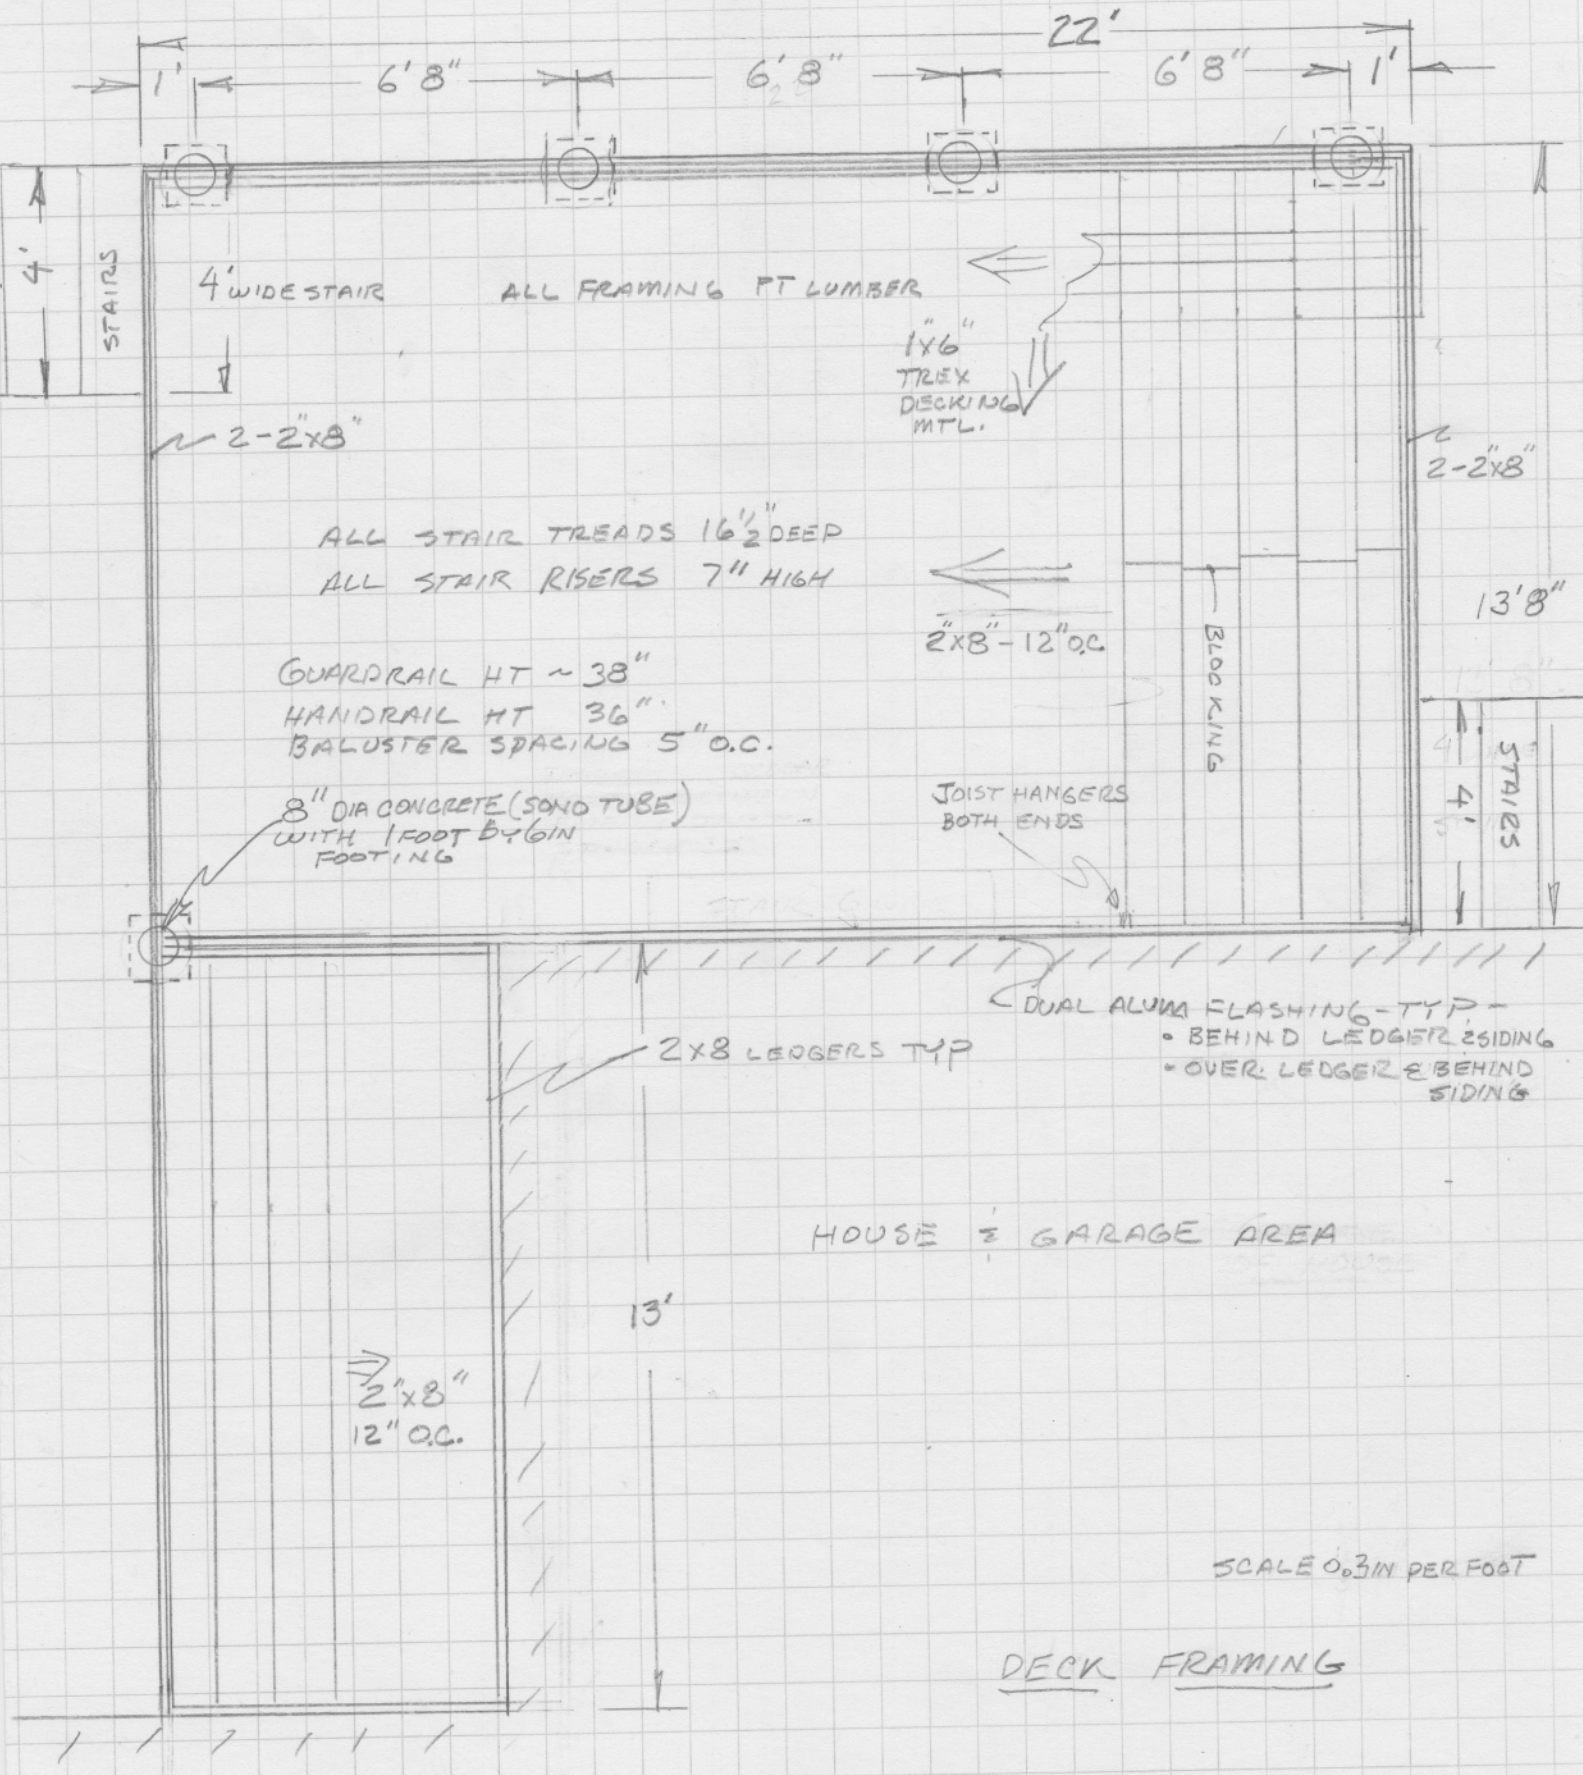 22'
1' 6'8" 6'8" 6'8" 1'
4'
STAIRS
4' WIDE STAIR
ALL FRAMING PT LUMBER
1"x6"
TREX
DECKING
MTL.
2-2"x8"
2-2"x8"
ALL STAIR TREADS 16 1/2" DEEP
ALL STAIR RISERS 7" HIGH
2"x8"-12" O.C.
BLOCKING
13'8"
GUARDRAIL HT ~ 38"
HANDRAIL HT 36"
BALUSTER SPACING 5" O.C.
8" DIA CONCRETE (SONO TUBE)
WITH 1 FOOT BY 6IN
FOOTING
JOIST HANGERS
BOTH ENDS
4'
STAIRS
DUAL ALUM FLASHING-TYP-
• BEHIND LEDGER & SIDING
• OVER LEDGER & BEHIND
SIDING
2x8 LEDGERS TYP
HOUSE & GARAGE AREA
13'
2"x8"
12" O.C.
SCALE 0.3IN PER FOOT
DECK FRAMING